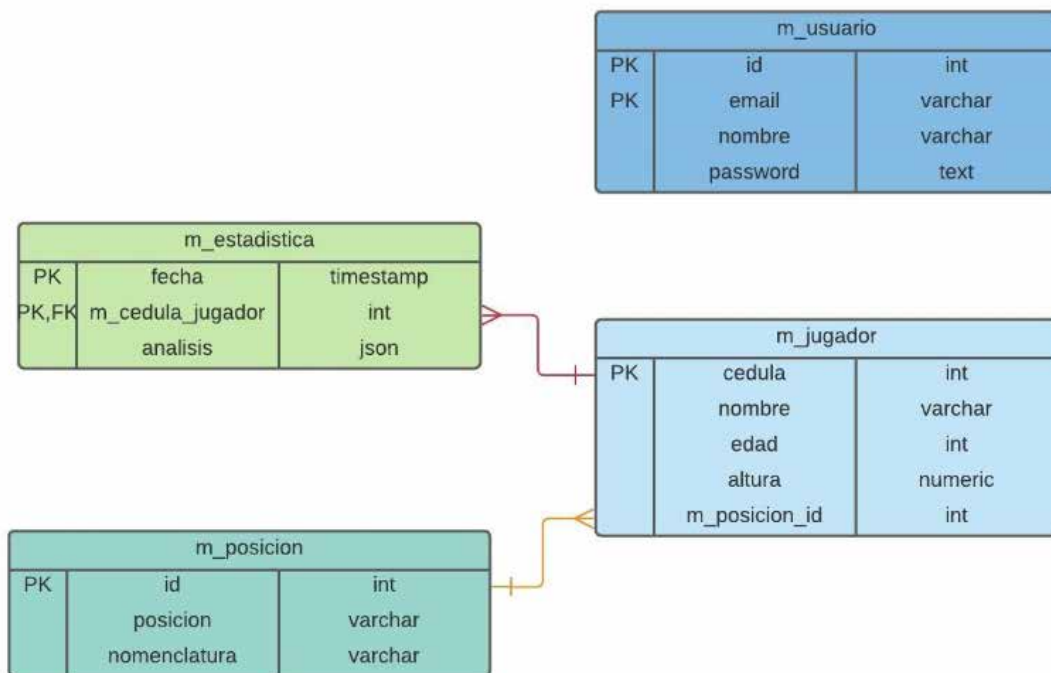 m_usuario
PK id int
PK email varchar
nombre varchar
password text
m_estadistica
PK fecha timestamp
PK,FK m_cedula_jugador int
analisis json
m_jugador
PK cedula int
nombre varchar
edad int
altura numeric
m_posicion_id int
m_posicion
PK id int
posicion varchar
nomenclatura varchar